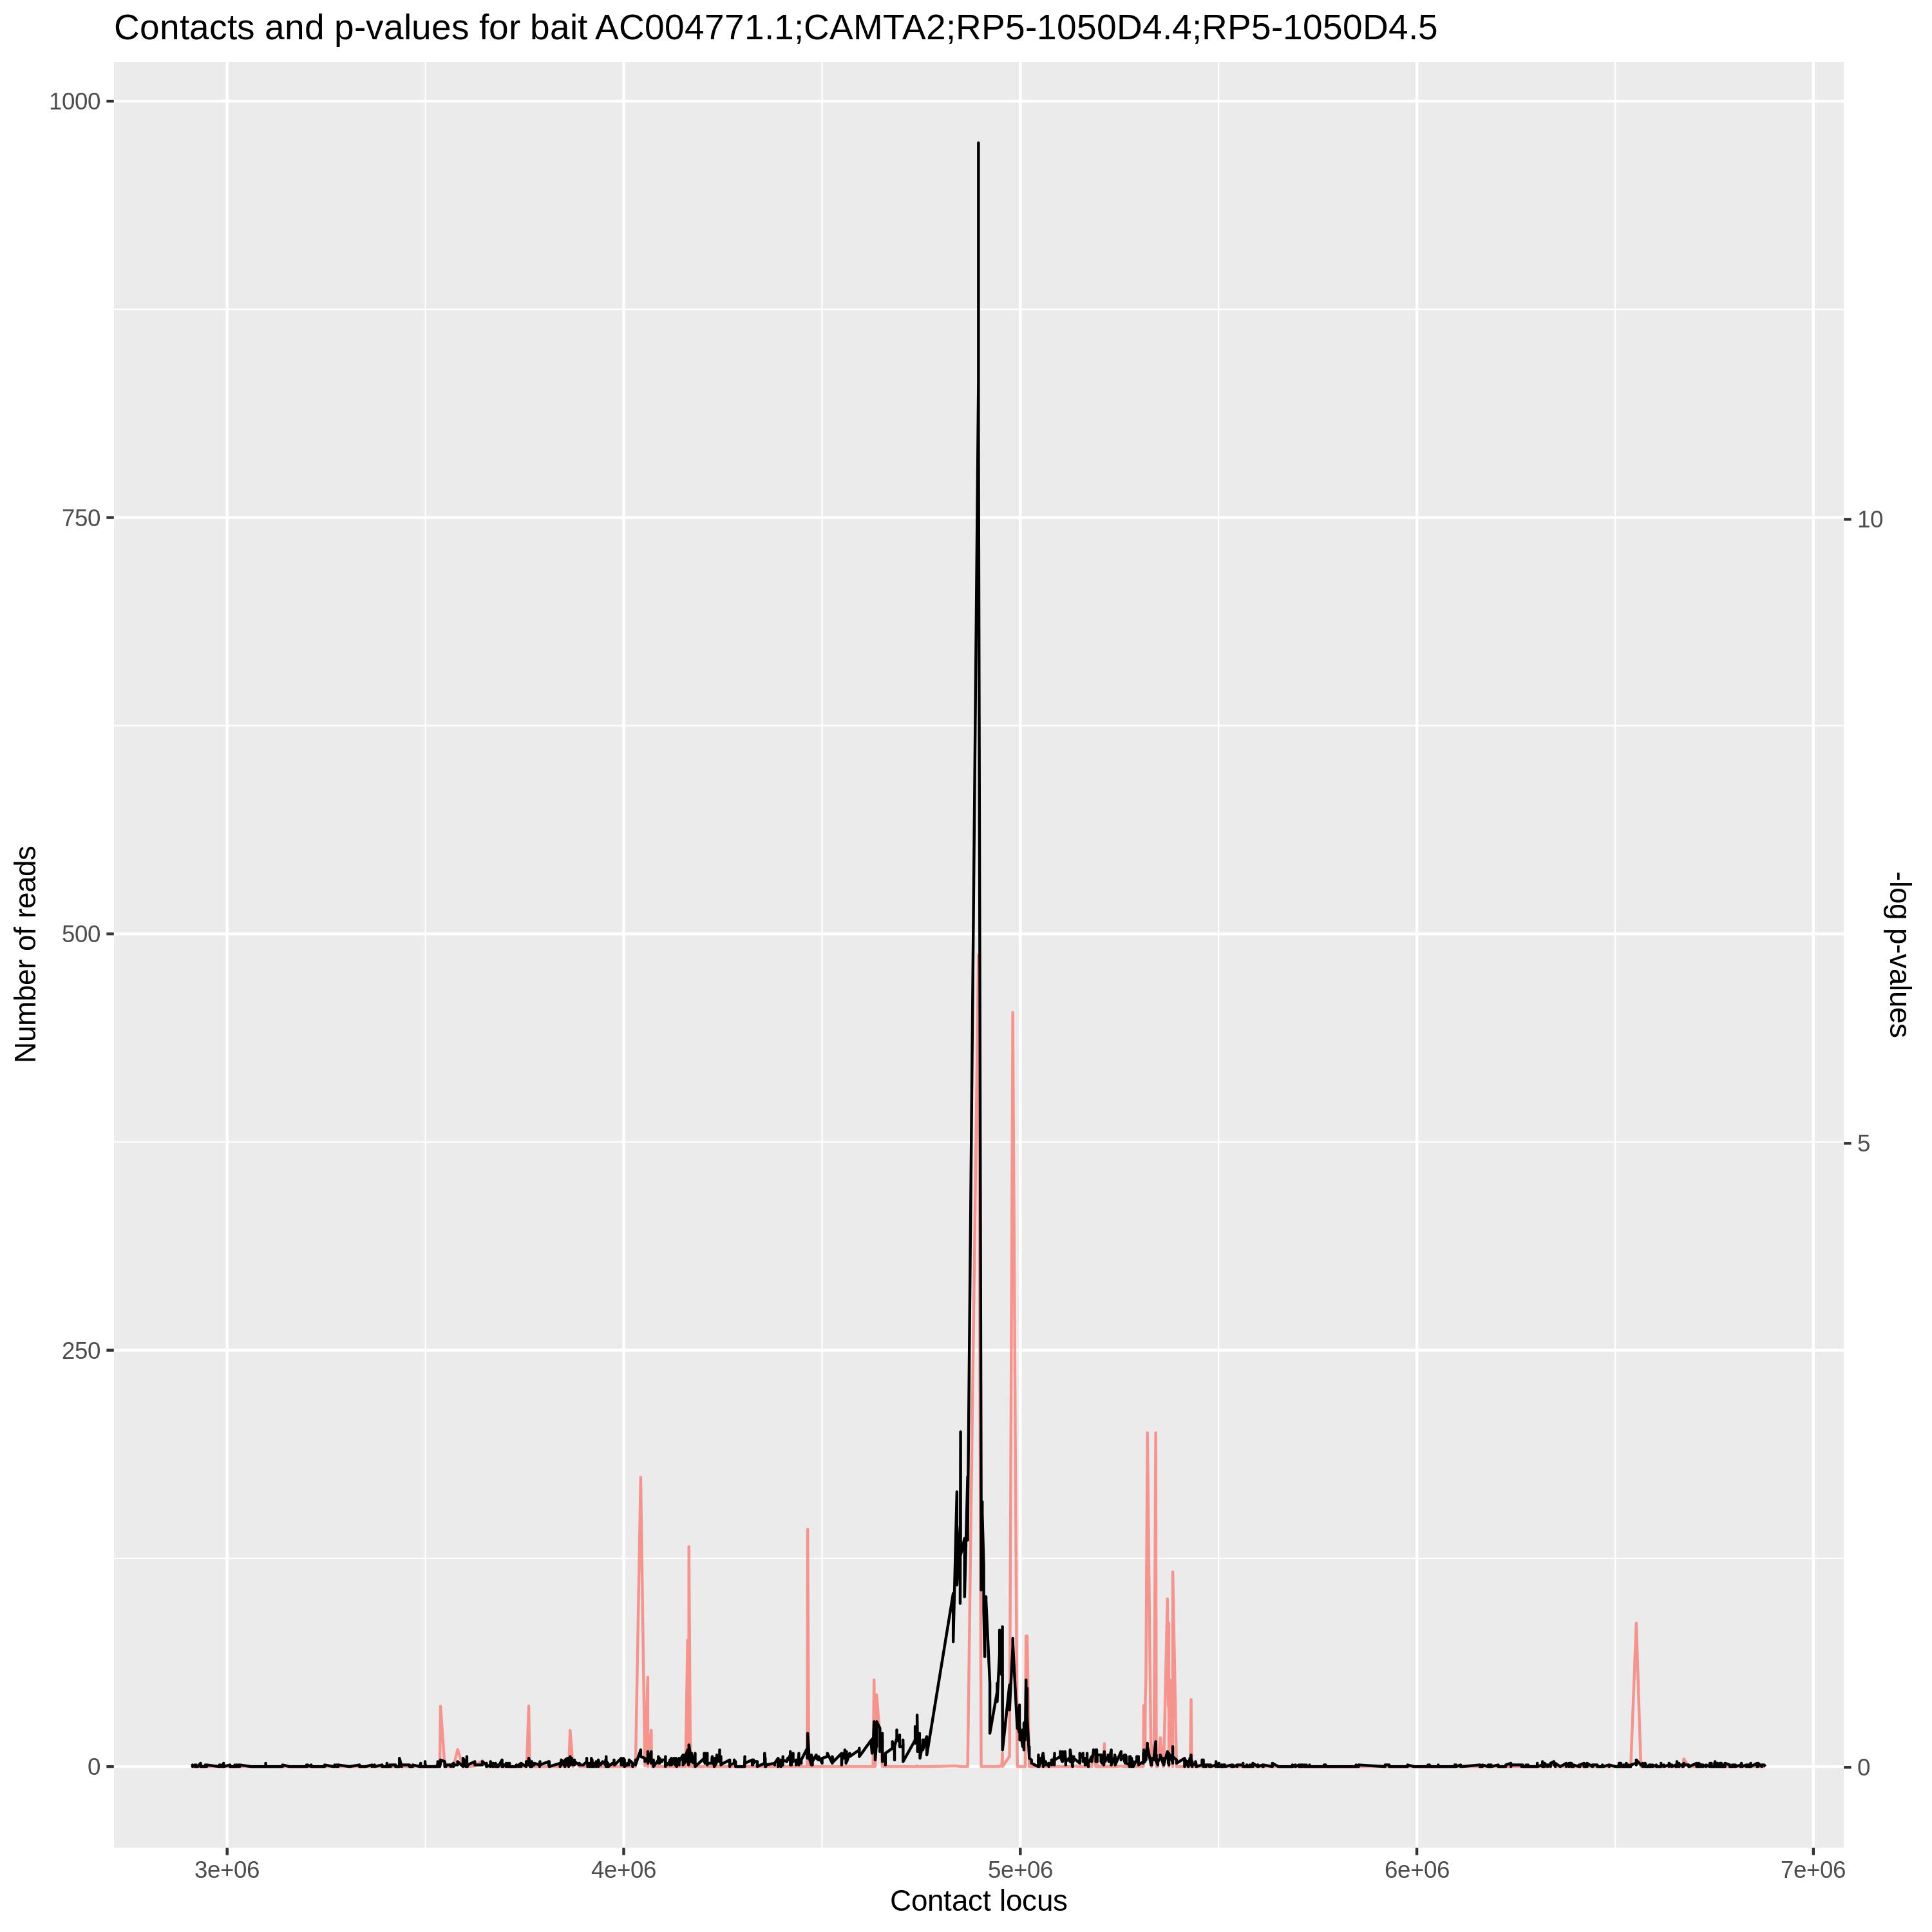 Contacts and p-values for bait AC004771.1;CAMTA2;RP5-1050D4.4;RP5-1050D4.5
1000
750
500
250
0
Number of reads
10
5
0
-log p-values
3e+06
4e+06
5e+06
6e+06
7e+06
Contact locus